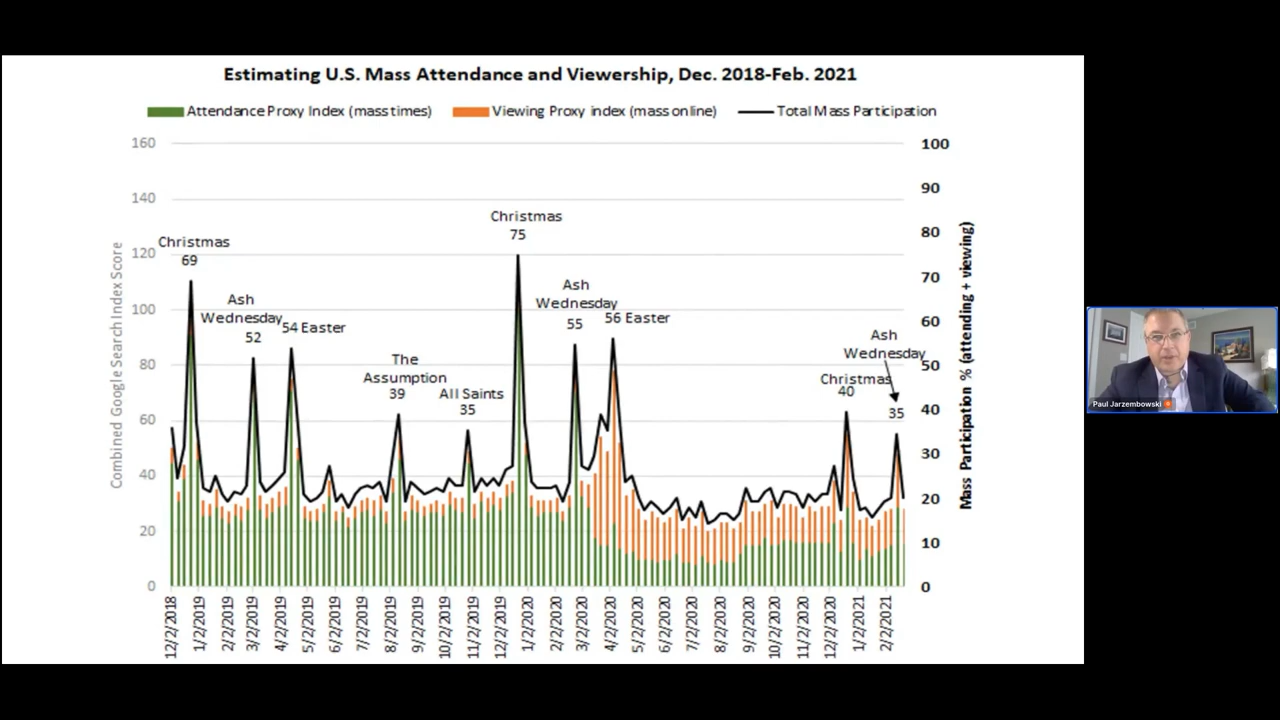 Estimating U.S. Mass Attendance and Viewership, Dec. 2018-Feb. 2021
Attendance Proxy Index (mass times)
Viewing Proxy index (mass online)
Total Mass Participation
Combined Google Search Index Score
160
140
120
100
80
60
40
20
0
Christmas
69
Ash
Wednesday
52
54 Easter
The
Assumption
39
All Saints
35
Christmas
75
Ash
Wednesday
55
56 Easter
Christmas
40
Ash
Wednesday
35
100
90
80
70
60
50
40
30
20
10
0
Mass Participation % (attending + viewing)
12/2/2018
1/2/2019
2/2/2019
3/2/2019
4/2/2019
5/2/2019
6/2/2019
7/2/2019
8/2/2019
9/2/2019
10/2/2019
11/2/2019
12/2/2019
1/2/2020
2/2/2020
3/2/2020
4/2/2020
5/2/2020
6/2/2020
7/2/2020
8/2/2020
9/2/2020
10/2/2020
11/2/2020
12/2/2020
1/2/2021
2/2/2021
Paul Jarzembowski